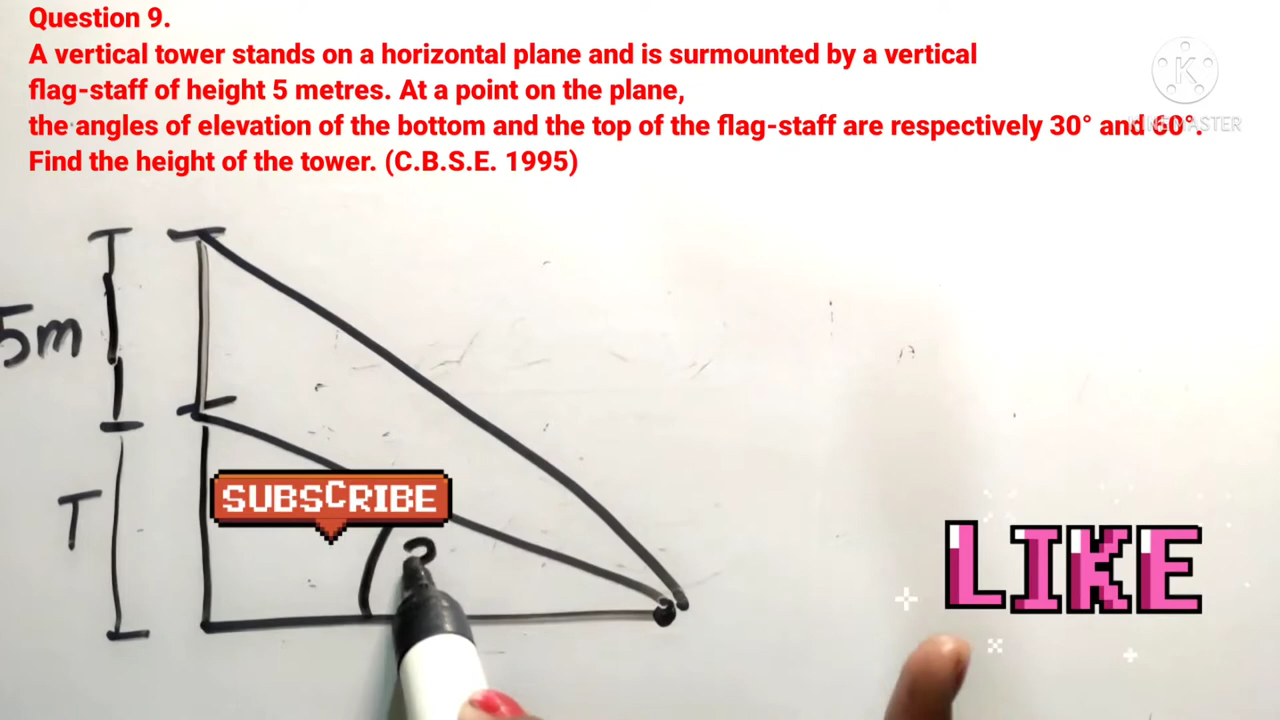 Question 9.
A vertical tower stands on a horizontal plane and is surmounted by a vertical
flag-staff of height 5 metres. At a point on the plane,
the angles of elevation of the bottom and the top of the flag-staff are respectively 30° and 60°.
Find the height of the tower. (C.B.S.E. 1995)
K
KINEMASTER
5m
T
SUBSCRIBE
3
LIKE